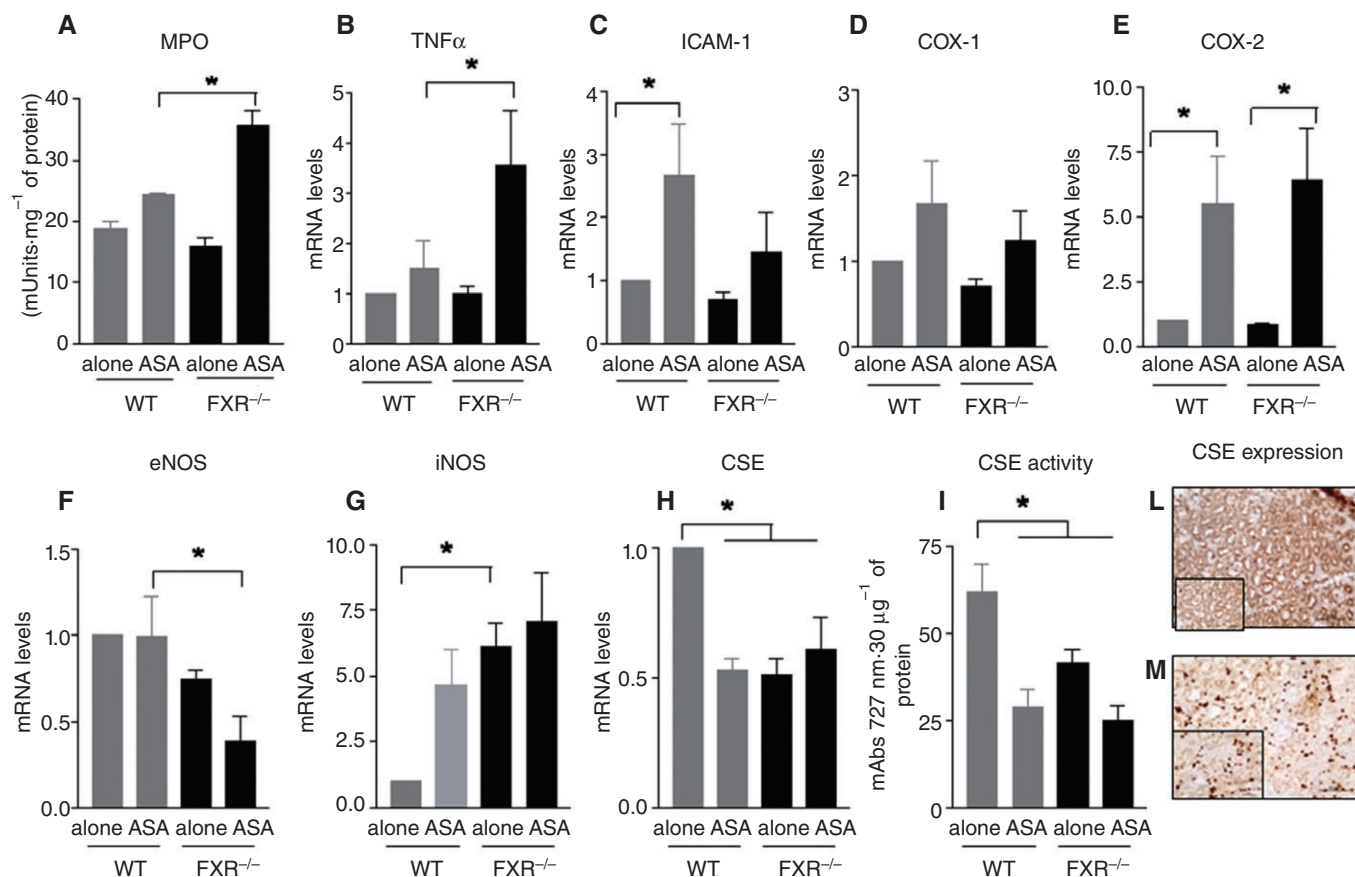 A
MPO
(mUnits·mg⁻¹ of protein)
40
30
20
10
0
alone ASA alone ASA
WT FXR⁻/⁻
B
TNFα
mRNA levels
5
4
3
2
1
0
alone ASA alone ASA
WT FXR⁻/⁻
C
ICAM-1
mRNA levels
4
3
2
1
0
alone ASA alone ASA
WT FXR⁻/⁻
D
COX-1
mRNA levels
3
2
1
0
alone ASA alone ASA
WT FXR⁻/⁻
E
COX-2
mRNA levels
10.0
7.5
5.0
2.5
0.0
alone ASA alone ASA
WT FXR⁻/⁻
F
eNOS
mRNA levels
1.5
1.0
0.5
0.0
alone ASA alone ASA
WT FXR⁻/⁻
G
iNOS
mRNA levels
10.0
7.5
5.0
2.5
0.0
alone ASA alone ASA
WT FXR⁻/⁻
H
CSE
mRNA levels
1.0
0.5
0.0
alone ASA alone ASA
WT FXR⁻/⁻
I
CSE activity
mAbs 727 nm·30 µg⁻¹ of
protein
75
50
25
0
alone ASA alone ASA
WT FXR⁻/⁻
CSE expression
L
M